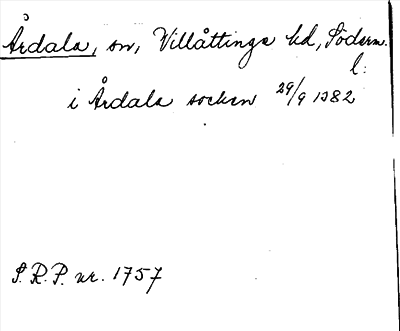 Årdala, sn, Villåttinge hd, Söderm.
l:
i Årdala socken 29/9 1382
S.R.P. nr. 1757